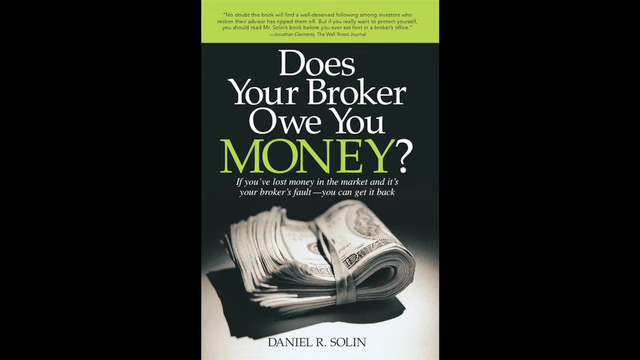 "No doubt this book will find a well-deserved following among investors who
reckon their advisor has ripped them off. But if you really want to protect yourself,
you should read Mr. Solin's book before you ever set foot in a broker's office."
—Jonathan Clements, The Wall Street Journal
Does
Your Broker
Owe You
MONEY?
If you've lost money in the market and it's
your broker's fault—you can get it back
DANIEL R. SOLIN